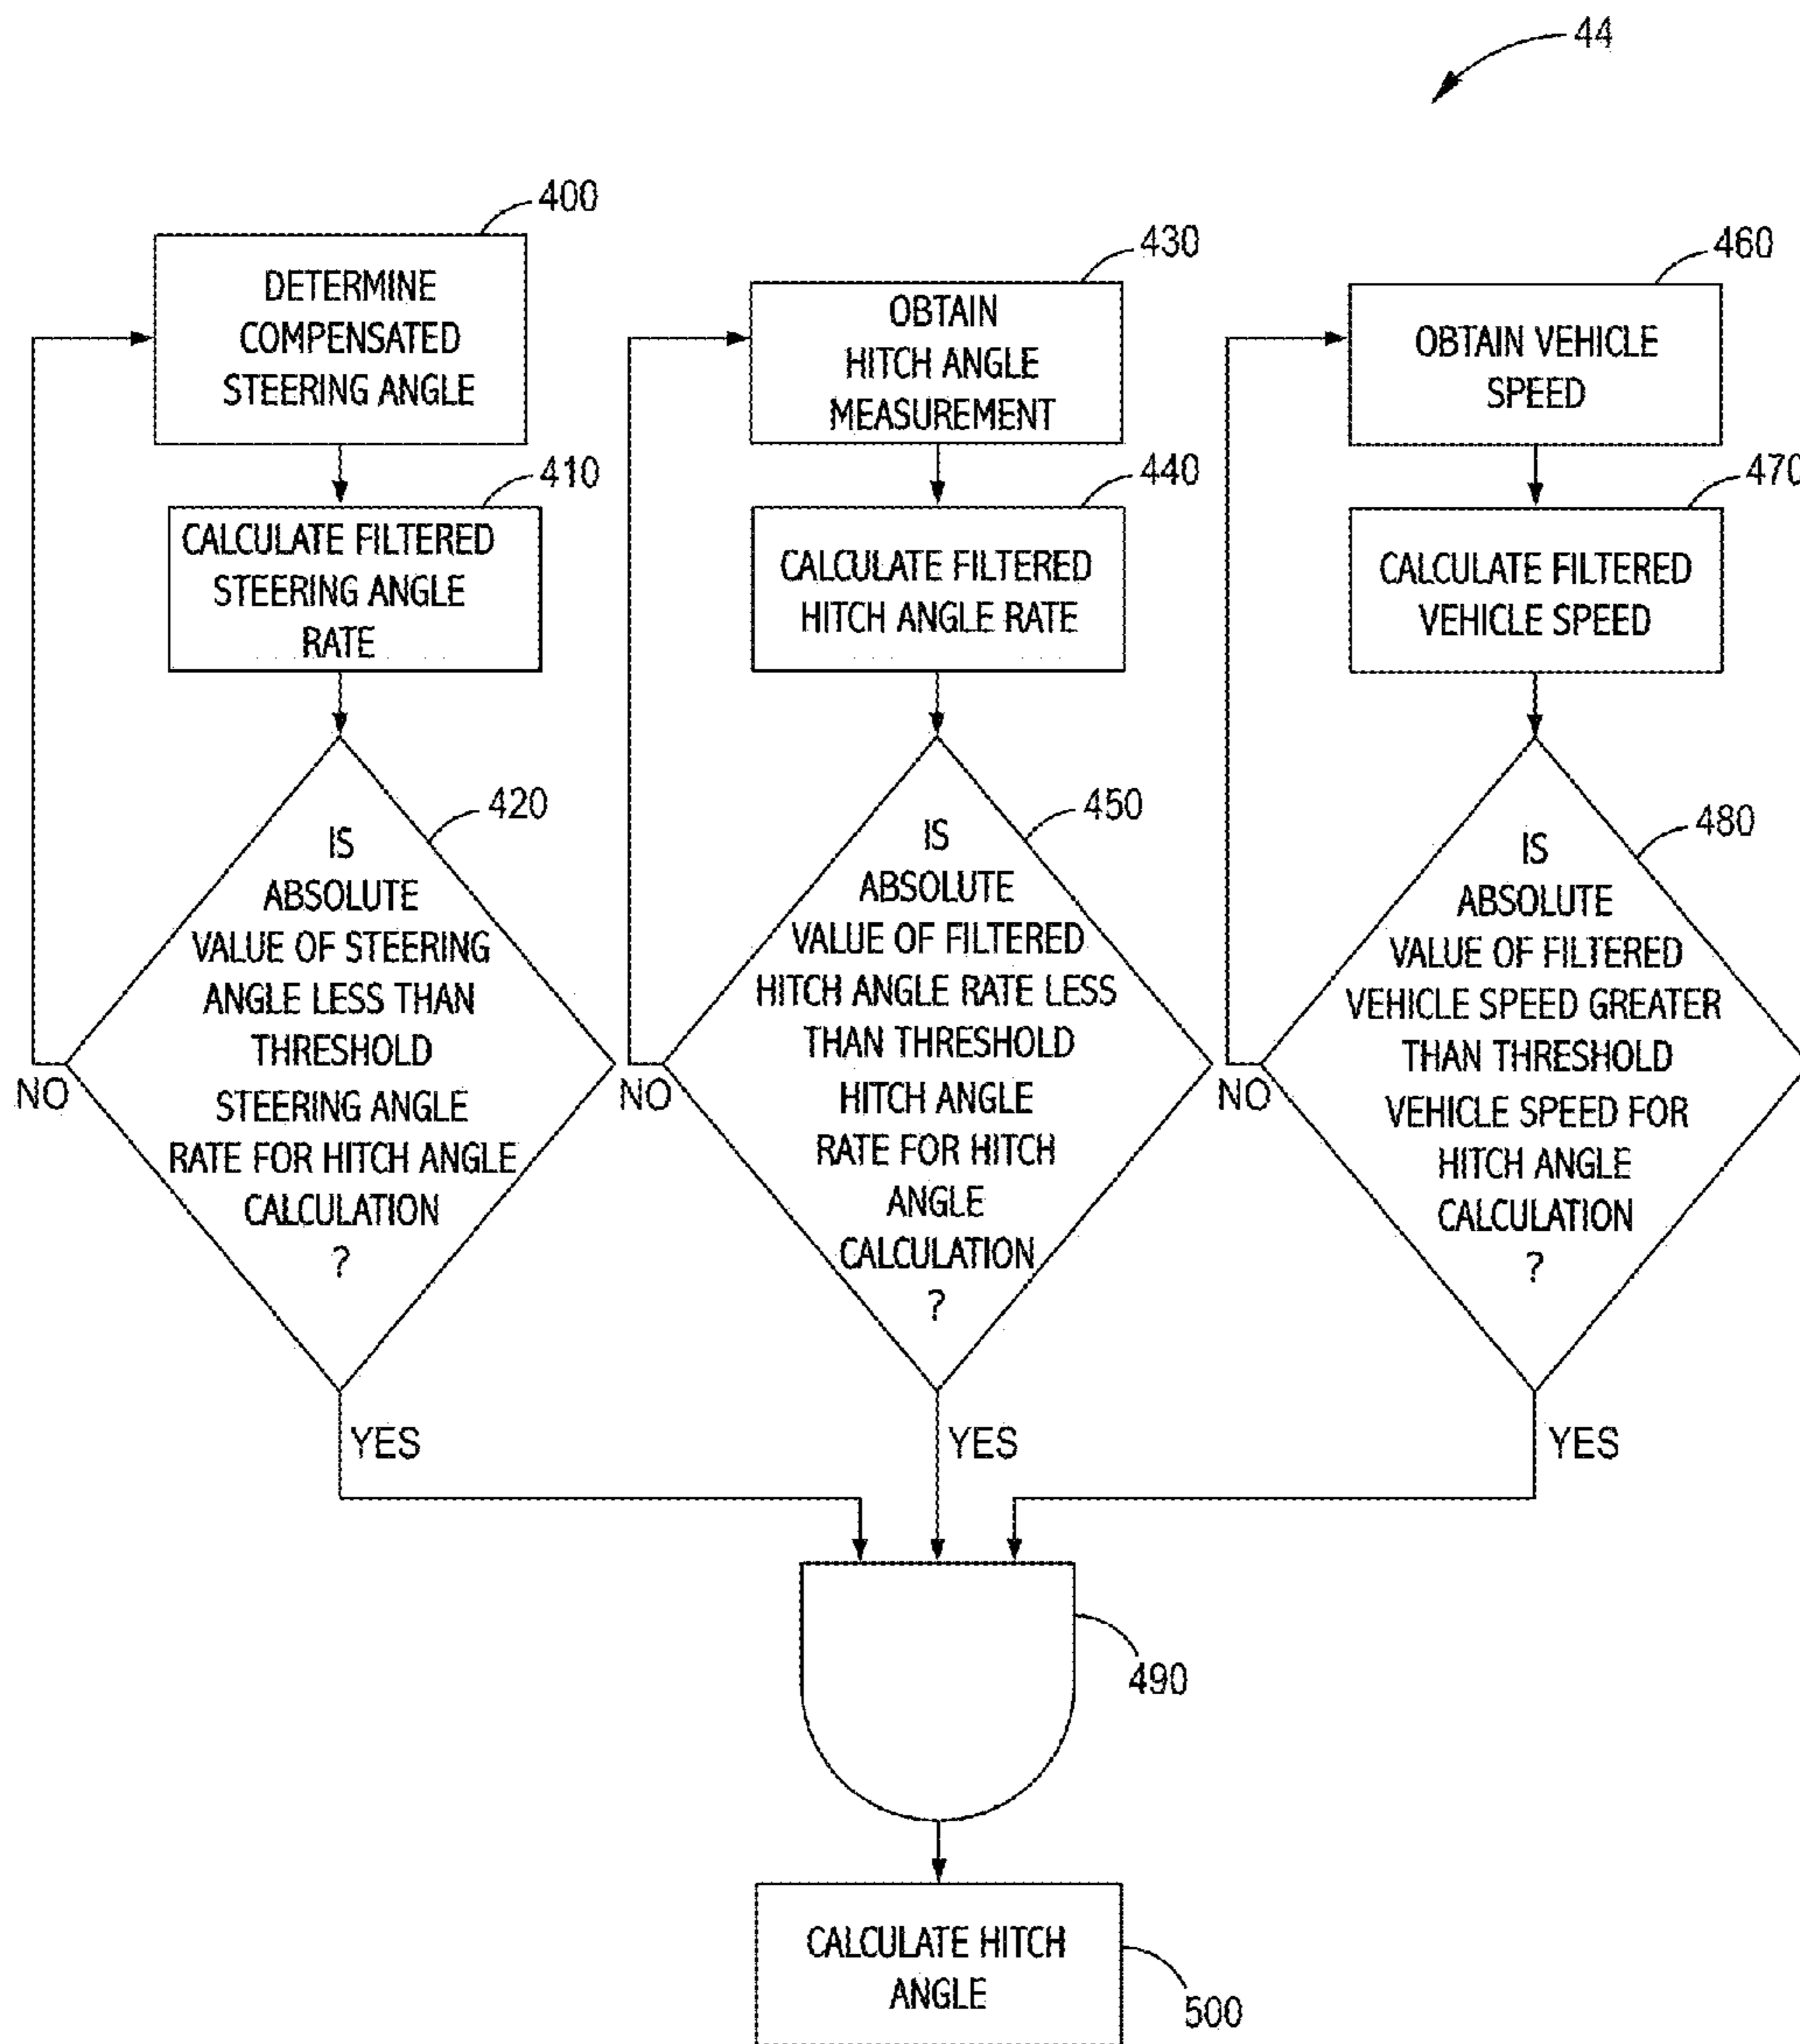 44
400
DETERMINE
COMPENSATED
STEERING ANGLE
410
CALCULATE FILTERED
STEERING ANGLE
RATE
420
IS
ABSOLUTE
VALUE OF STEERING
ANGLE LESS THAN
THRESHOLD
STEERING ANGLE
RATE FOR HITCH ANGLE
CALCULATION
?
NO
YES
430
OBTAIN
HITCH ANGLE
MEASUREMENT
440
CALCULATE FILTERED
HITCH ANGLE RATE
450
IS
ABSOLUTE
VALUE OF FILTERED
HITCH ANGLE RATE LESS
THAN THRESHOLD
HITCH ANGLE
RATE FOR HITCH
ANGLE
CALCULATION
?
NO
YES
460
OBTAIN VEHICLE
SPEED
470
CALCULATE FILTERED
VEHICLE SPEED
480
IS
ABSOLUTE
VALUE OF FILTERED
VEHICLE SPEED GREATER
THAN THRESHOLD
VEHICLE SPEED FOR
HITCH ANGLE
CALCULATION
?
NO
YES
490
CALCULATE HITCH
ANGLE
500